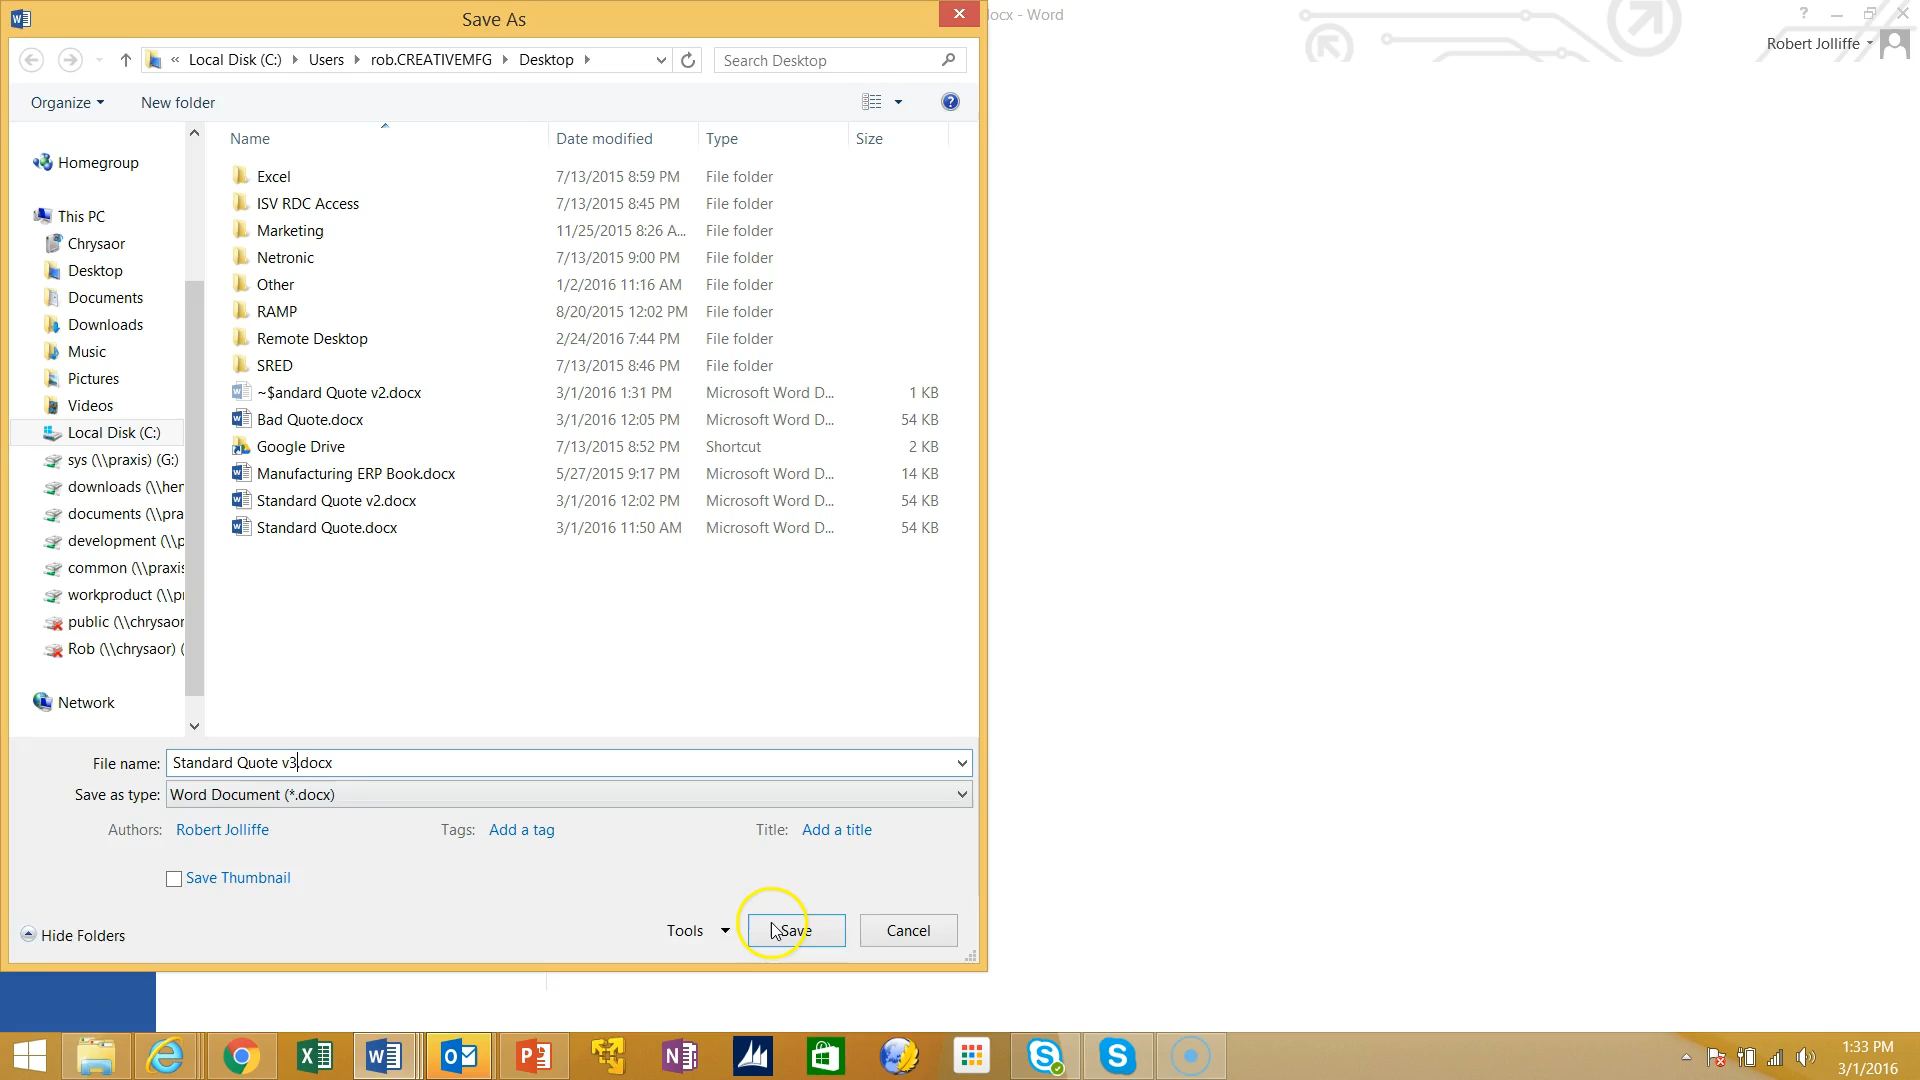 Save As
ocx - Word
?
Robert Jolliffe
« Local Disk (C:) Users rob.CREATIVEMFG Desktop
Search Desktop
Organize
New folder
?
Name Date modified Type Size
Homegroup
This PC
Chrysaor
Desktop
Documents
Downloads
Music
Pictures
Videos
Local Disk (C:)
sys (\\praxis) (G:)
downloads (\\her
documents (\\pra
development (\\p
common (\\praxis
workproduct (\\pr
public (\\chrysaor
Rob (\\chrysaor) (
Network
Excel 7/13/2015 8:59 PM File folder
ISV RDC Access 7/13/2015 8:45 PM File folder
Marketing 11/25/2015 8:26 A... File folder
Netronic 7/13/2015 9:00 PM File folder
Other 1/2/2016 11:16 AM File folder
RAMP 8/20/2015 12:02 PM File folder
Remote Desktop 2/24/2016 7:44 PM File folder
SRED 7/13/2015 8:46 PM File folder
~$andard Quote v2.docx 3/1/2016 1:31 PM Microsoft Word D... 1 KB
Bad Quote.docx 3/1/2016 12:05 PM Microsoft Word D... 54 KB
Google Drive 7/13/2015 8:52 PM Shortcut 2 KB
Manufacturing ERP Book.docx 5/27/2015 9:17 PM Microsoft Word D... 14 KB
Standard Quote v2.docx 3/1/2016 12:02 PM Microsoft Word D... 54 KB
Standard Quote.docx 3/1/2016 11:50 AM Microsoft Word D... 54 KB
File name: Standard Quote v3.docx
Save as type: Word Document (*.docx)
Authors: Robert Jolliffe Tags: Add a tag Title: Add a title
Save Thumbnail
Hide Folders
Tools
Save
Cancel
1:33 PM
3/1/2016